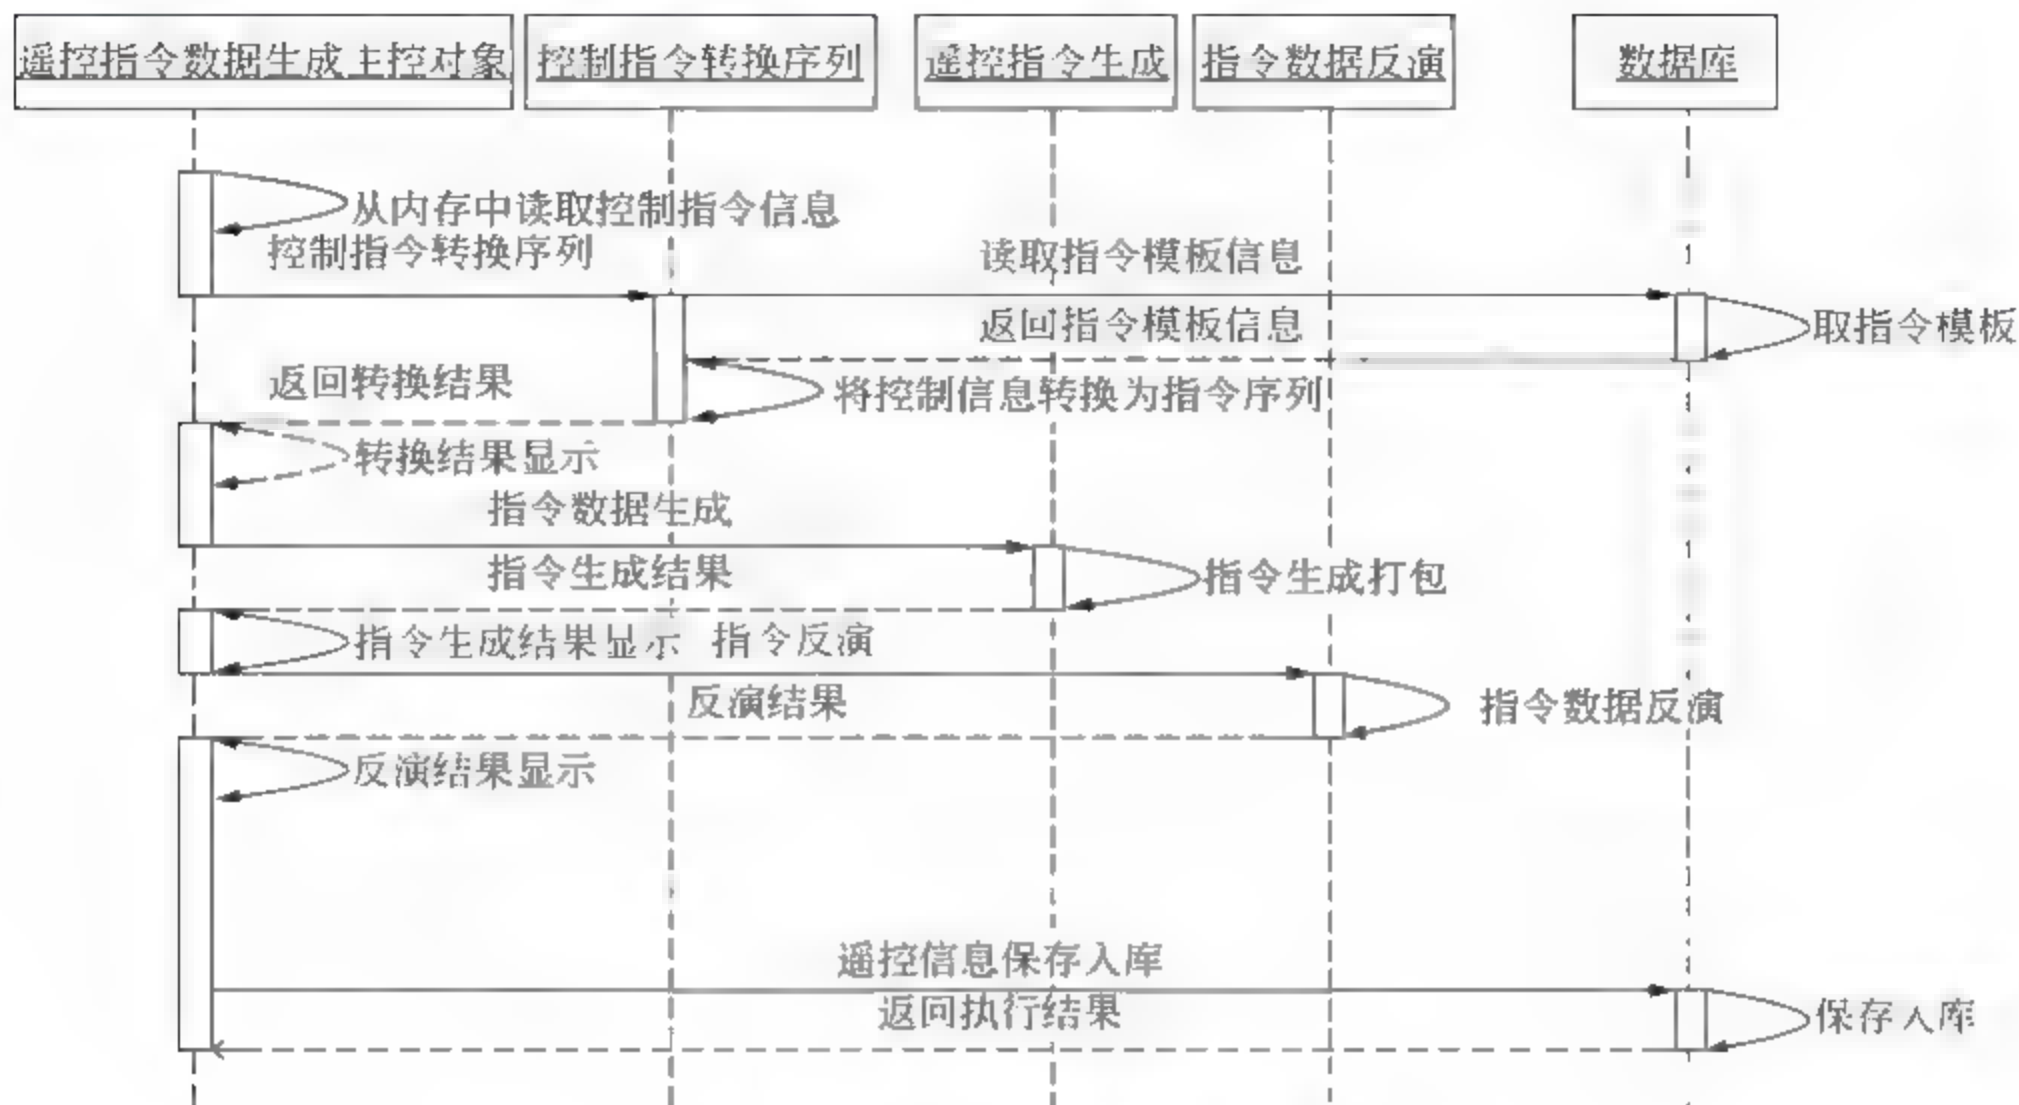 遥控指令数据生成主控对象
控制指令转换序列
遥控指令生成
指令数据反演
数据库
从内存中读取控制指令信息
控制指令转换序列
读取指令模板信息
返回指令模板信息
取指令模板
返回转换结果
将控制信息转换为指令序列
转换结果显示
指令数据生成
指令生成结果
指令生成打包
指令生成结果显示
指令反演
反演结果
指令数据反演
反演结果显示
遥控信息保存入库
返回执行结果
保存入库